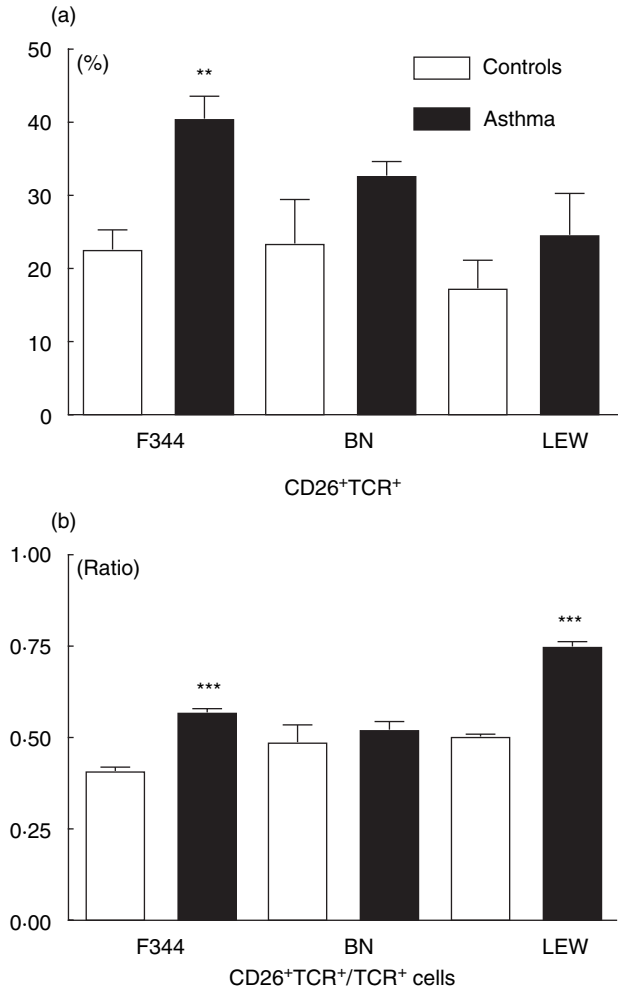 (a)
50
(%)
**
Controls
40
Asthma
30
20
10
0
F344 BN LEW
CD26⁺TCR⁺
(b)
1·00
(Ratio)
***
0·75
***
0·50
0·25
0·00
F344 BN LEW
CD26⁺TCR⁺/TCR⁺ cells